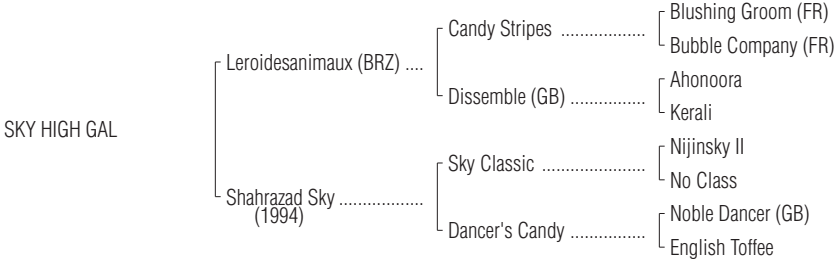 Blushing Groom (FR)
Candy Stripes ..................
Bubble Company (FR)
Leroidesanimaux (BRZ) ....
Ahonoora
Dissemble (GB) ................
Kerali
SKY HIGH GAL
Nijinsky II
Sky Classic ......................
No Class
Shahrazad Sky ..................
(1994)
Noble Dancer (GB)
Dancer's Candy ................
English Toffee